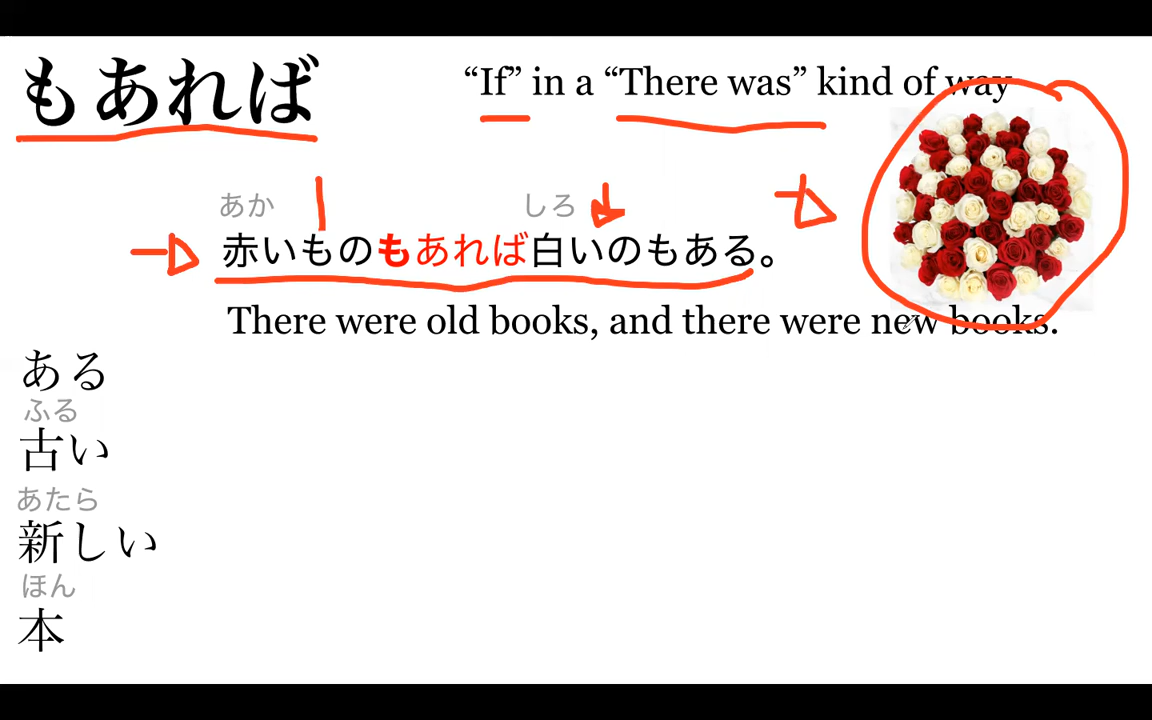 もあれば
“If” in a “There was” kind of way
あか しろ
赤いものもあれば白いのもある。
There were old books, and there were new books.
ある
ふる
古い
あたら
新しい
ほん
本